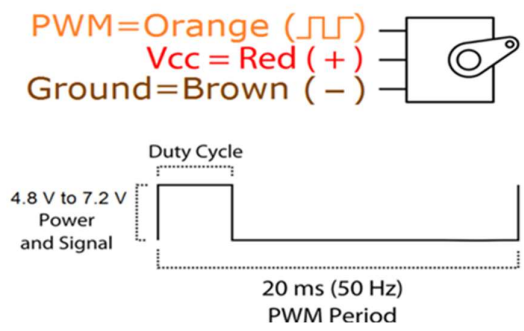 PWM=Orange (⎍⎍)
Vcc = Red ( + )
Ground=Brown ( − )
Duty Cycle
4.8 V to 7.2 V
Power
and Signal
20 ms (50 Hz)
PWM Period